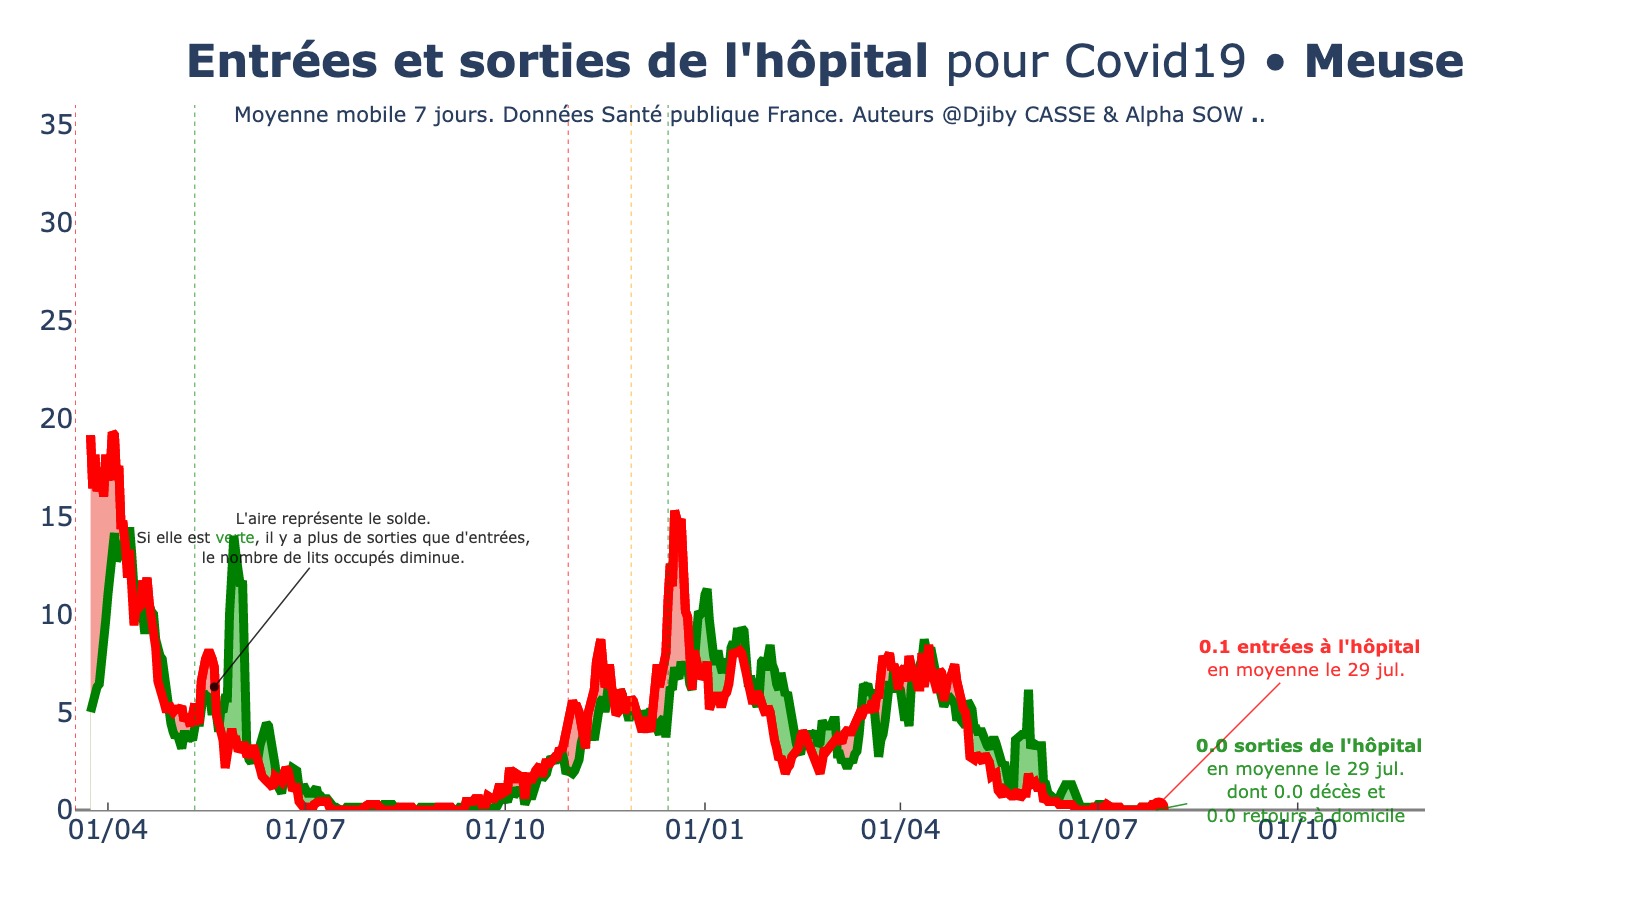 Entrées et sorties de l'hôpital pour Covid19 • Meuse
Moyenne mobile 7 jours. Données Santé publique France. Auteurs @Djiby CASSE & Alpha SOW ..
35
30
25
20
15
10
5
0
L'aire représente le solde.
Si elle est verte, il y a plus de sorties que d'entrées,
le nombre de lits occupés diminue.
0.1 entrées à l'hôpital
en moyenne le 29 jul.
0.0 sorties de l'hôpital
en moyenne le 29 jul.
dont 0.0 décès et
0.0 retours à domicile
01/04 01/07 01/10 01/01 01/04 01/07 01/10